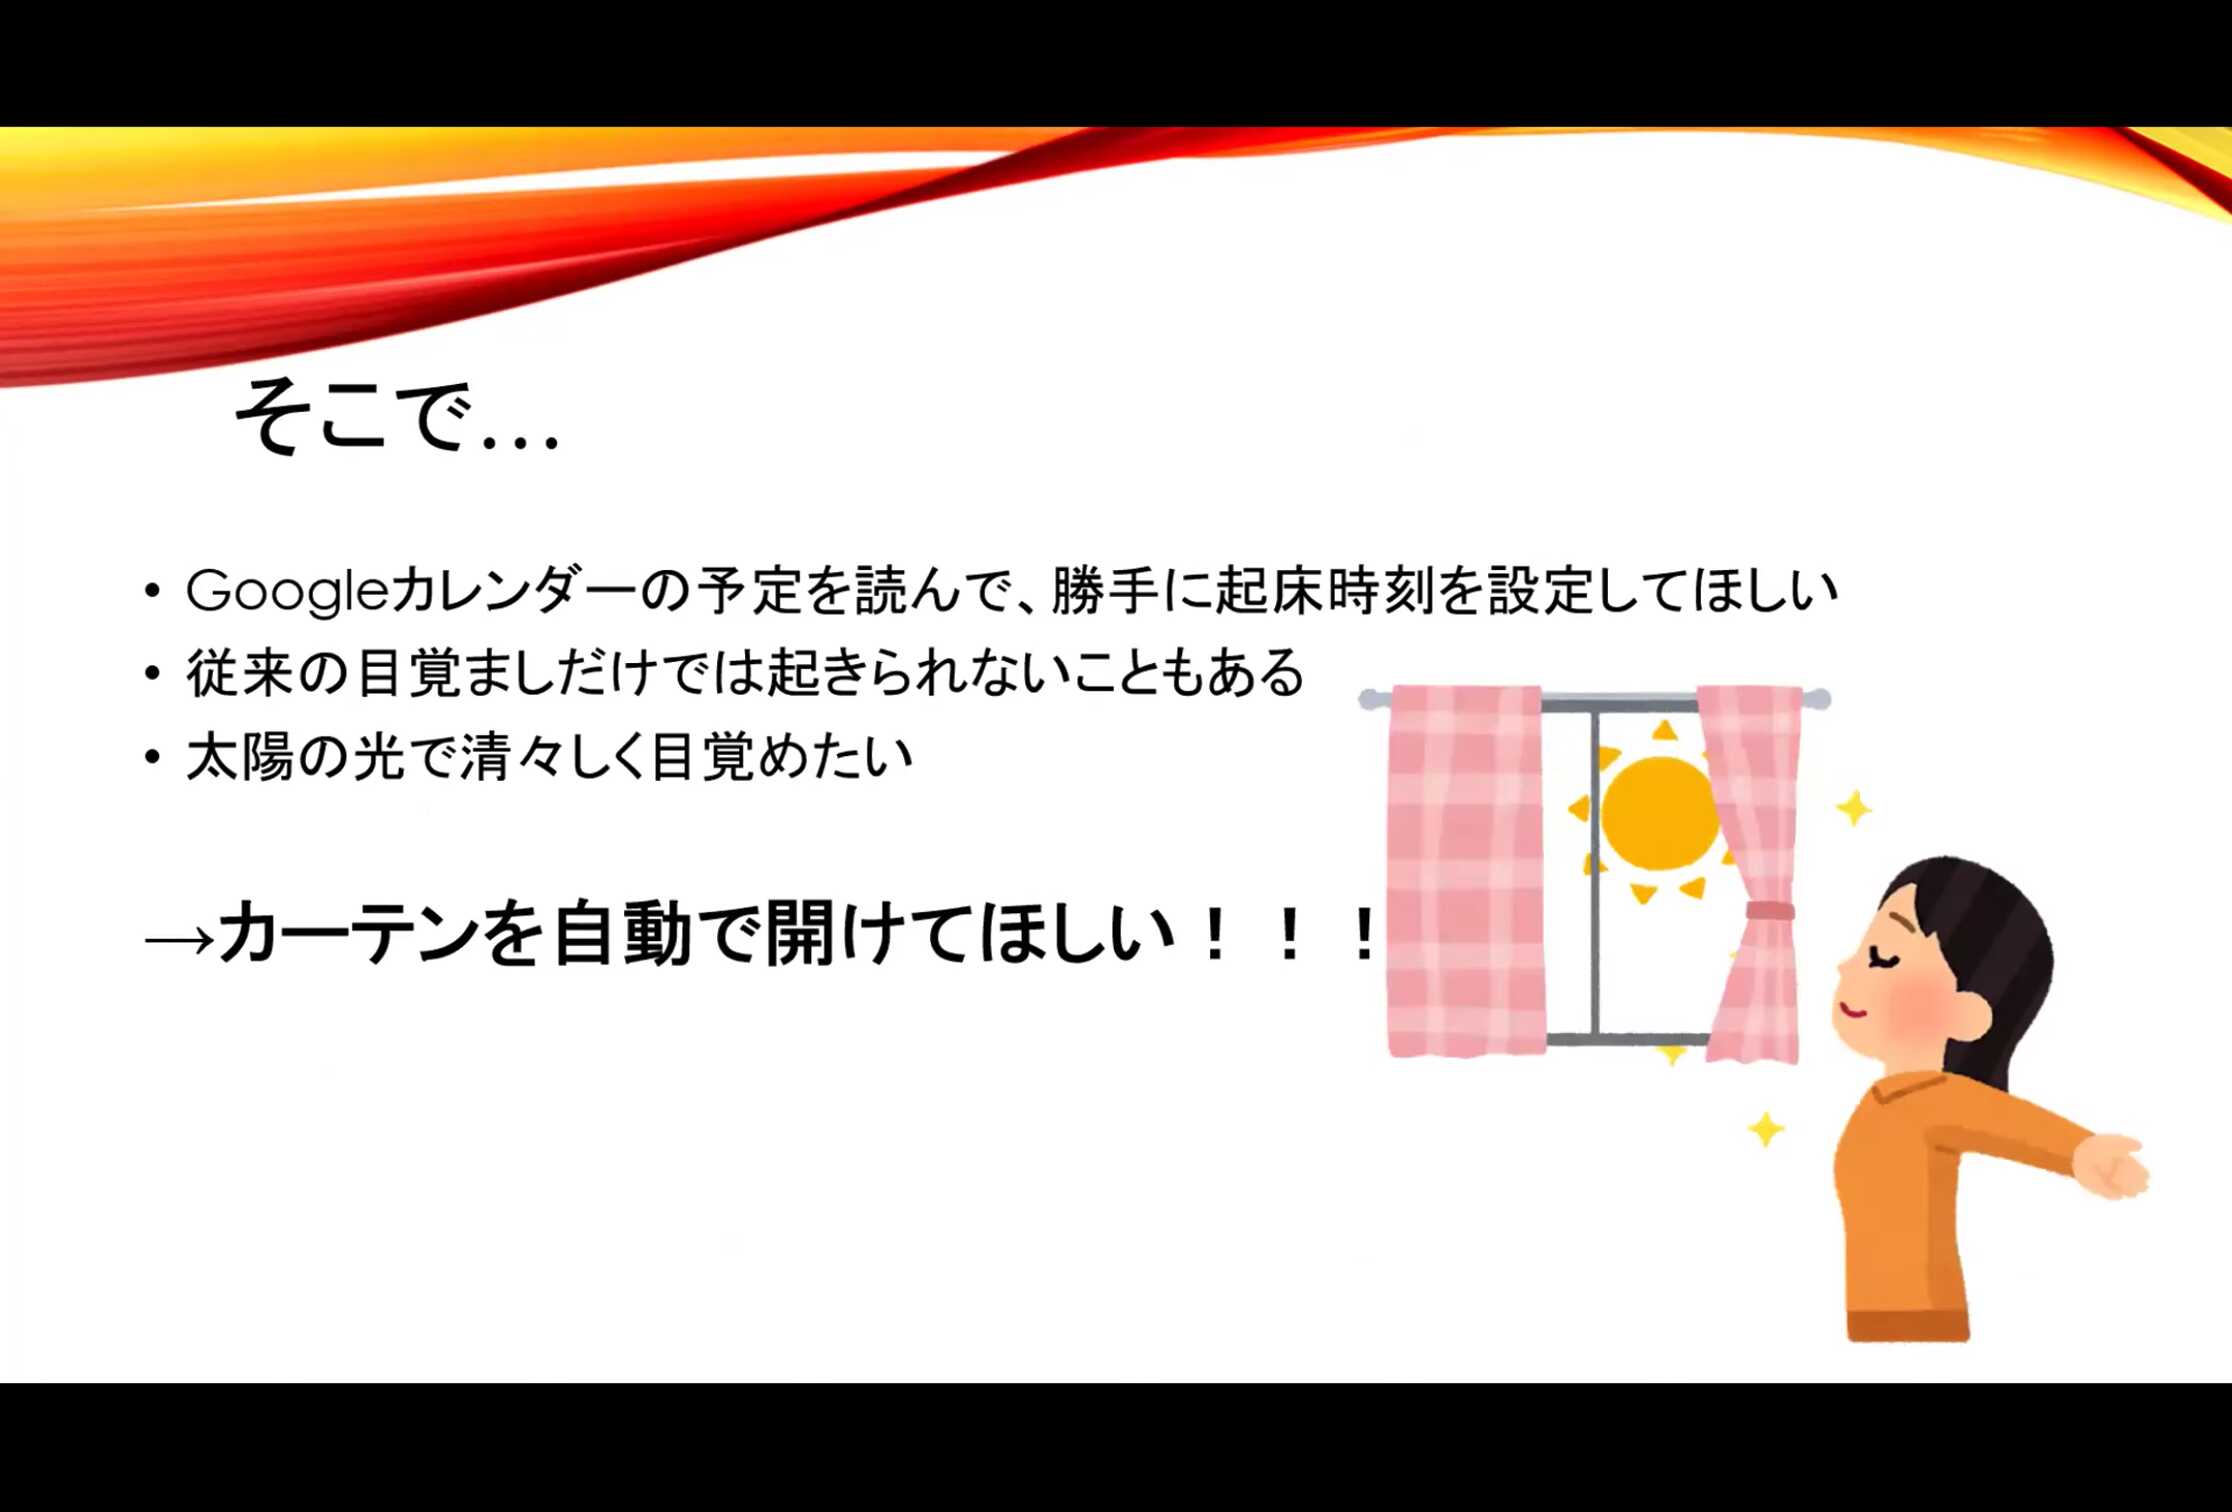 そこで…
• Googleカレンダーの予定を読んで、勝手に起床時刻を設定してほしい
• 従来の目覚ましだけでは起きられないこともある
• 太陽の光で清々しく目覚めたい
→カーテンを自動で開けてほしい！！！